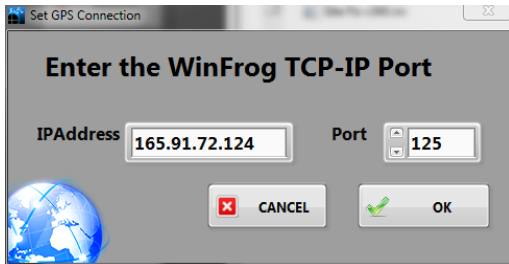 Set GPS Connection
Enter the WinFrog TCP-IP Port
IPAddress 165.91.72.124 Port 125
CANCEL OK